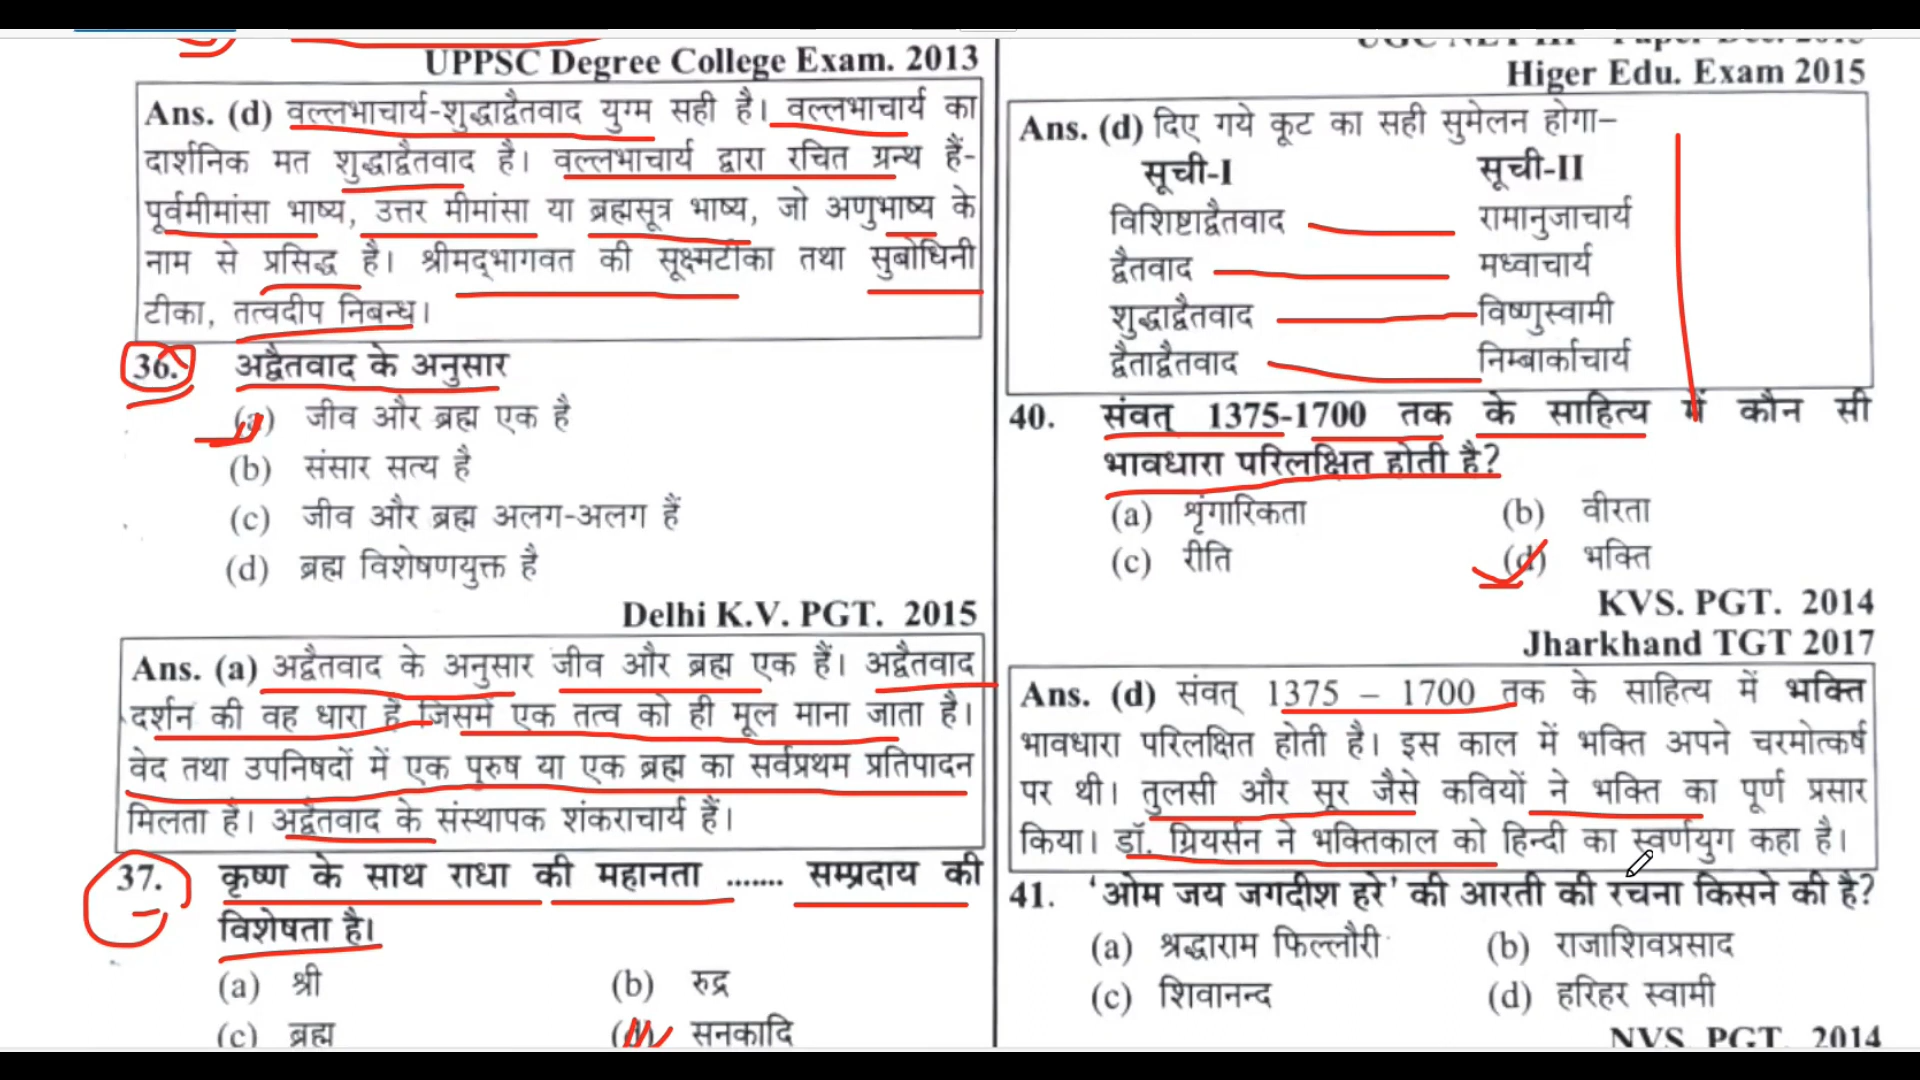 UPPSC Degree College Exam. 2013
Ans. (d) वल्लभाचार्य-शुद्धाद्वैतवाद युग्म सही है। वल्लभाचार्य का
दार्शनिक मत शुद्धाद्वैतवाद है। वल्लभाचार्य द्वारा रचित ग्रन्थ हैं-
पूर्वमीमांसा भाष्य, उत्तर मीमांसा या ब्रह्मसूत्र भाष्य, जो अणुभाष्य के
नाम से प्रसिद्ध है। श्रीमद्भागवत की सूक्ष्मटीका तथा सुबोधिनी
टीका, तत्वदीप निबन्ध।
36. अद्वैतवाद के अनुसार
(a) जीव और ब्रह्म एक है
(b) संसार सत्य है
(c) जीव और ब्रह्म अलग-अलग हैं
(d) ब्रह्म विशेषणयुक्त है
Delhi K.V. PGT. 2015
Ans. (a) अद्वैतवाद के अनुसार जीव और ब्रह्म एक हैं। अद्वैतवाद
दर्शन की वह धारा है जिसमें एक तत्व को ही मूल माना जाता है।
वेद तथा उपनिषदों में एक पुरुष या एक ब्रह्म का सर्वप्रथम प्रतिपादन
मिलता है। अद्वैतवाद के संस्थापक शंकराचार्य हैं।
37. कृष्ण के साथ राधा की महानता ....... सम्प्रदाय की
विशेषता है।
(a) श्री (b) रुद्र
(c) ब्रह्म (d) सनकादि
Higer Edu. Exam 2015
Ans. (d) दिए गये कूट का सही सुमेलन होगा–
सूची-I सूची-II
विशिष्टाद्वैतवाद रामानुजाचार्य
द्वैतवाद मध्वाचार्य
शुद्धाद्वैतवाद विष्णुस्वामी
द्वैताद्वैतवाद निम्बार्काचार्य
40. संवत् 1375-1700 तक के साहित्य में कौन सी
भावधारा परिलक्षित होती है?
(a) श्रृंगारिकता (b) वीरता
(c) रीति (d) भक्ति
KVS. PGT. 2014
Jharkhand TGT 2017
Ans. (d) संवत् 1375 – 1700 तक के साहित्य में भक्ति
भावधारा परिलक्षित होती है। इस काल में भक्ति अपने चरमोत्कर्ष
पर थी। तुलसी और सूर जैसे कवियों ने भक्ति का पूर्ण प्रसार
किया। डॉ. ग्रियर्सन ने भक्तिकाल को हिन्दी का स्वर्णयुग कहा है।
41. 'ओम जय जगदीश हरे' की आरती की रचना किसने की है?
(a) श्रद्धाराम फिल्लौरी (b) राजाशिवप्रसाद
(c) शिवानन्द (d) हरिहर स्वामी
NVS. PGT. 2014